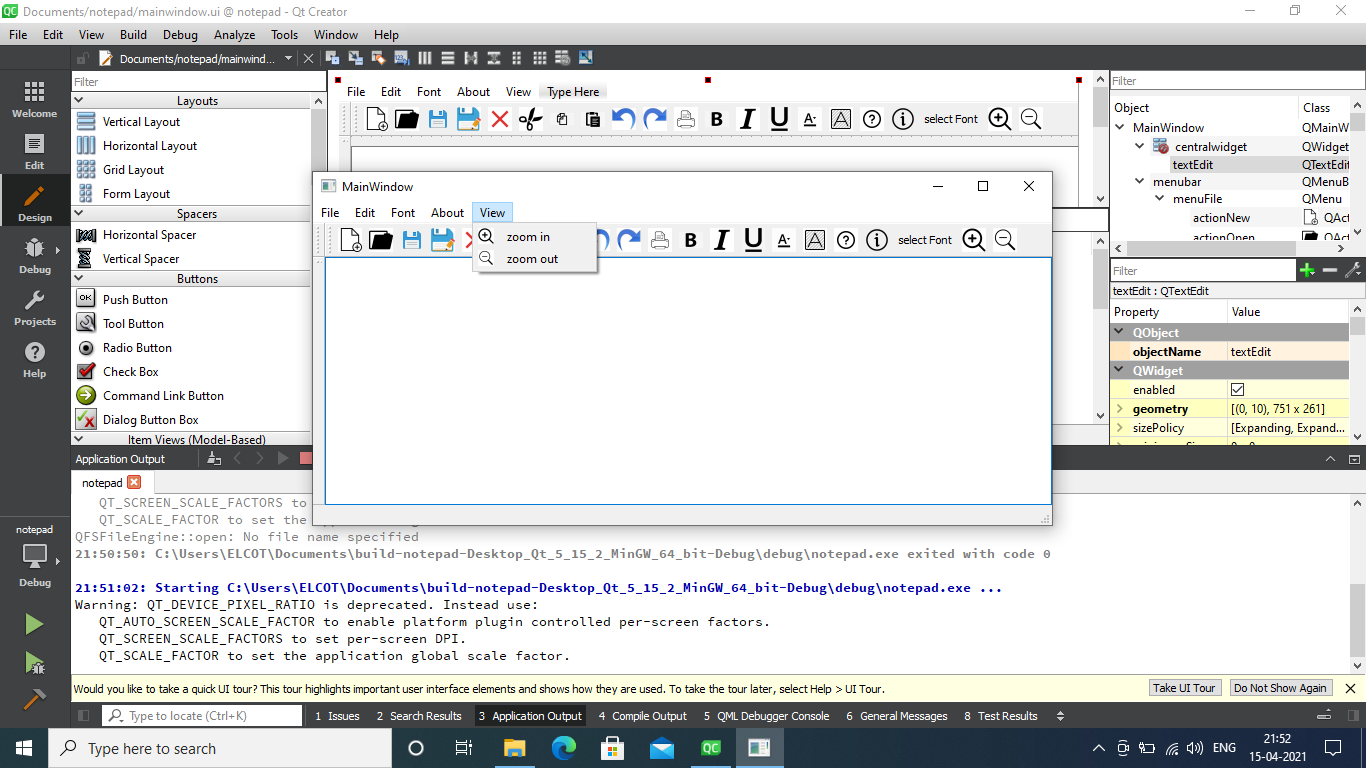 QC Documents/notepad/mainwindow.ui @ notepad - Qt Creator
File Edit View Build Debug Analyze Tools Window Help
Documents/notepad/mainwind...
Welcome
Edit
Design
Debug
Projects
Help
notepad
Debug
Filter
Layouts
Vertical Layout
Horizontal Layout
Grid Layout
Form Layout
Spacers
Horizontal Spacer
Vertical Spacer
Buttons
OK Push Button
Tool Button
Radio Button
Check Box
Command Link Button
Dialog Button Box
Item Views (Model-Based)
File Edit Font About View Type Here
B I U A A ? i select Font
MainWindow
File Edit Font About View
B I U A A ? i select Font
zoom in
zoom out
Filter
Object Class
MainWindow QMainW
centralwidget QWidget
textEdit QTextEdit
menubar QMenuB
menuFile QMenu
actionNew QAct
actionOpen QAct
Filter
textEdit : QTextEdit
Property Value
QObject
objectName textEdit
QWidget
enabled
geometry [(0, 10), 751 x 261]
sizePolicy [Expanding, Expand...
Application Output
notepad
QT_SCREEN_SCALE_FACTORS to
QT_SCALE_FACTOR to set the
QFSFileEngine::open: No file name specified
21:50:50: C:\Users\ELCOT\Documents\build-notepad-Desktop_Qt_5_15_2_MinGW_64_bit-Debug\debug\notepad.exe exited with code 0
21:51:02: Starting C:\Users\ELCOT\Documents\build-notepad-Desktop_Qt_5_15_2_MinGW_64_bit-Debug\debug\notepad.exe ...
Warning: QT_DEVICE_PIXEL_RATIO is deprecated. Instead use:
QT_AUTO_SCREEN_SCALE_FACTOR to enable platform plugin controlled per-screen factors.
QT_SCREEN_SCALE_FACTORS to set per-screen DPI.
QT_SCALE_FACTOR to set the application global scale factor.
Would you like to take a quick UI tour? This tour highlights important user interface elements and shows how they are used. To take the tour later, select Help > UI Tour.
Take UI Tour Do Not Show Again
Type to locate (Ctrl+K) 1 Issues 2 Search Results 3 Application Output 4 Compile Output 5 QML Debugger Console 6 General Messages 8 Test Results
Type here to search
QC
ENG
21:52
15-04-2021